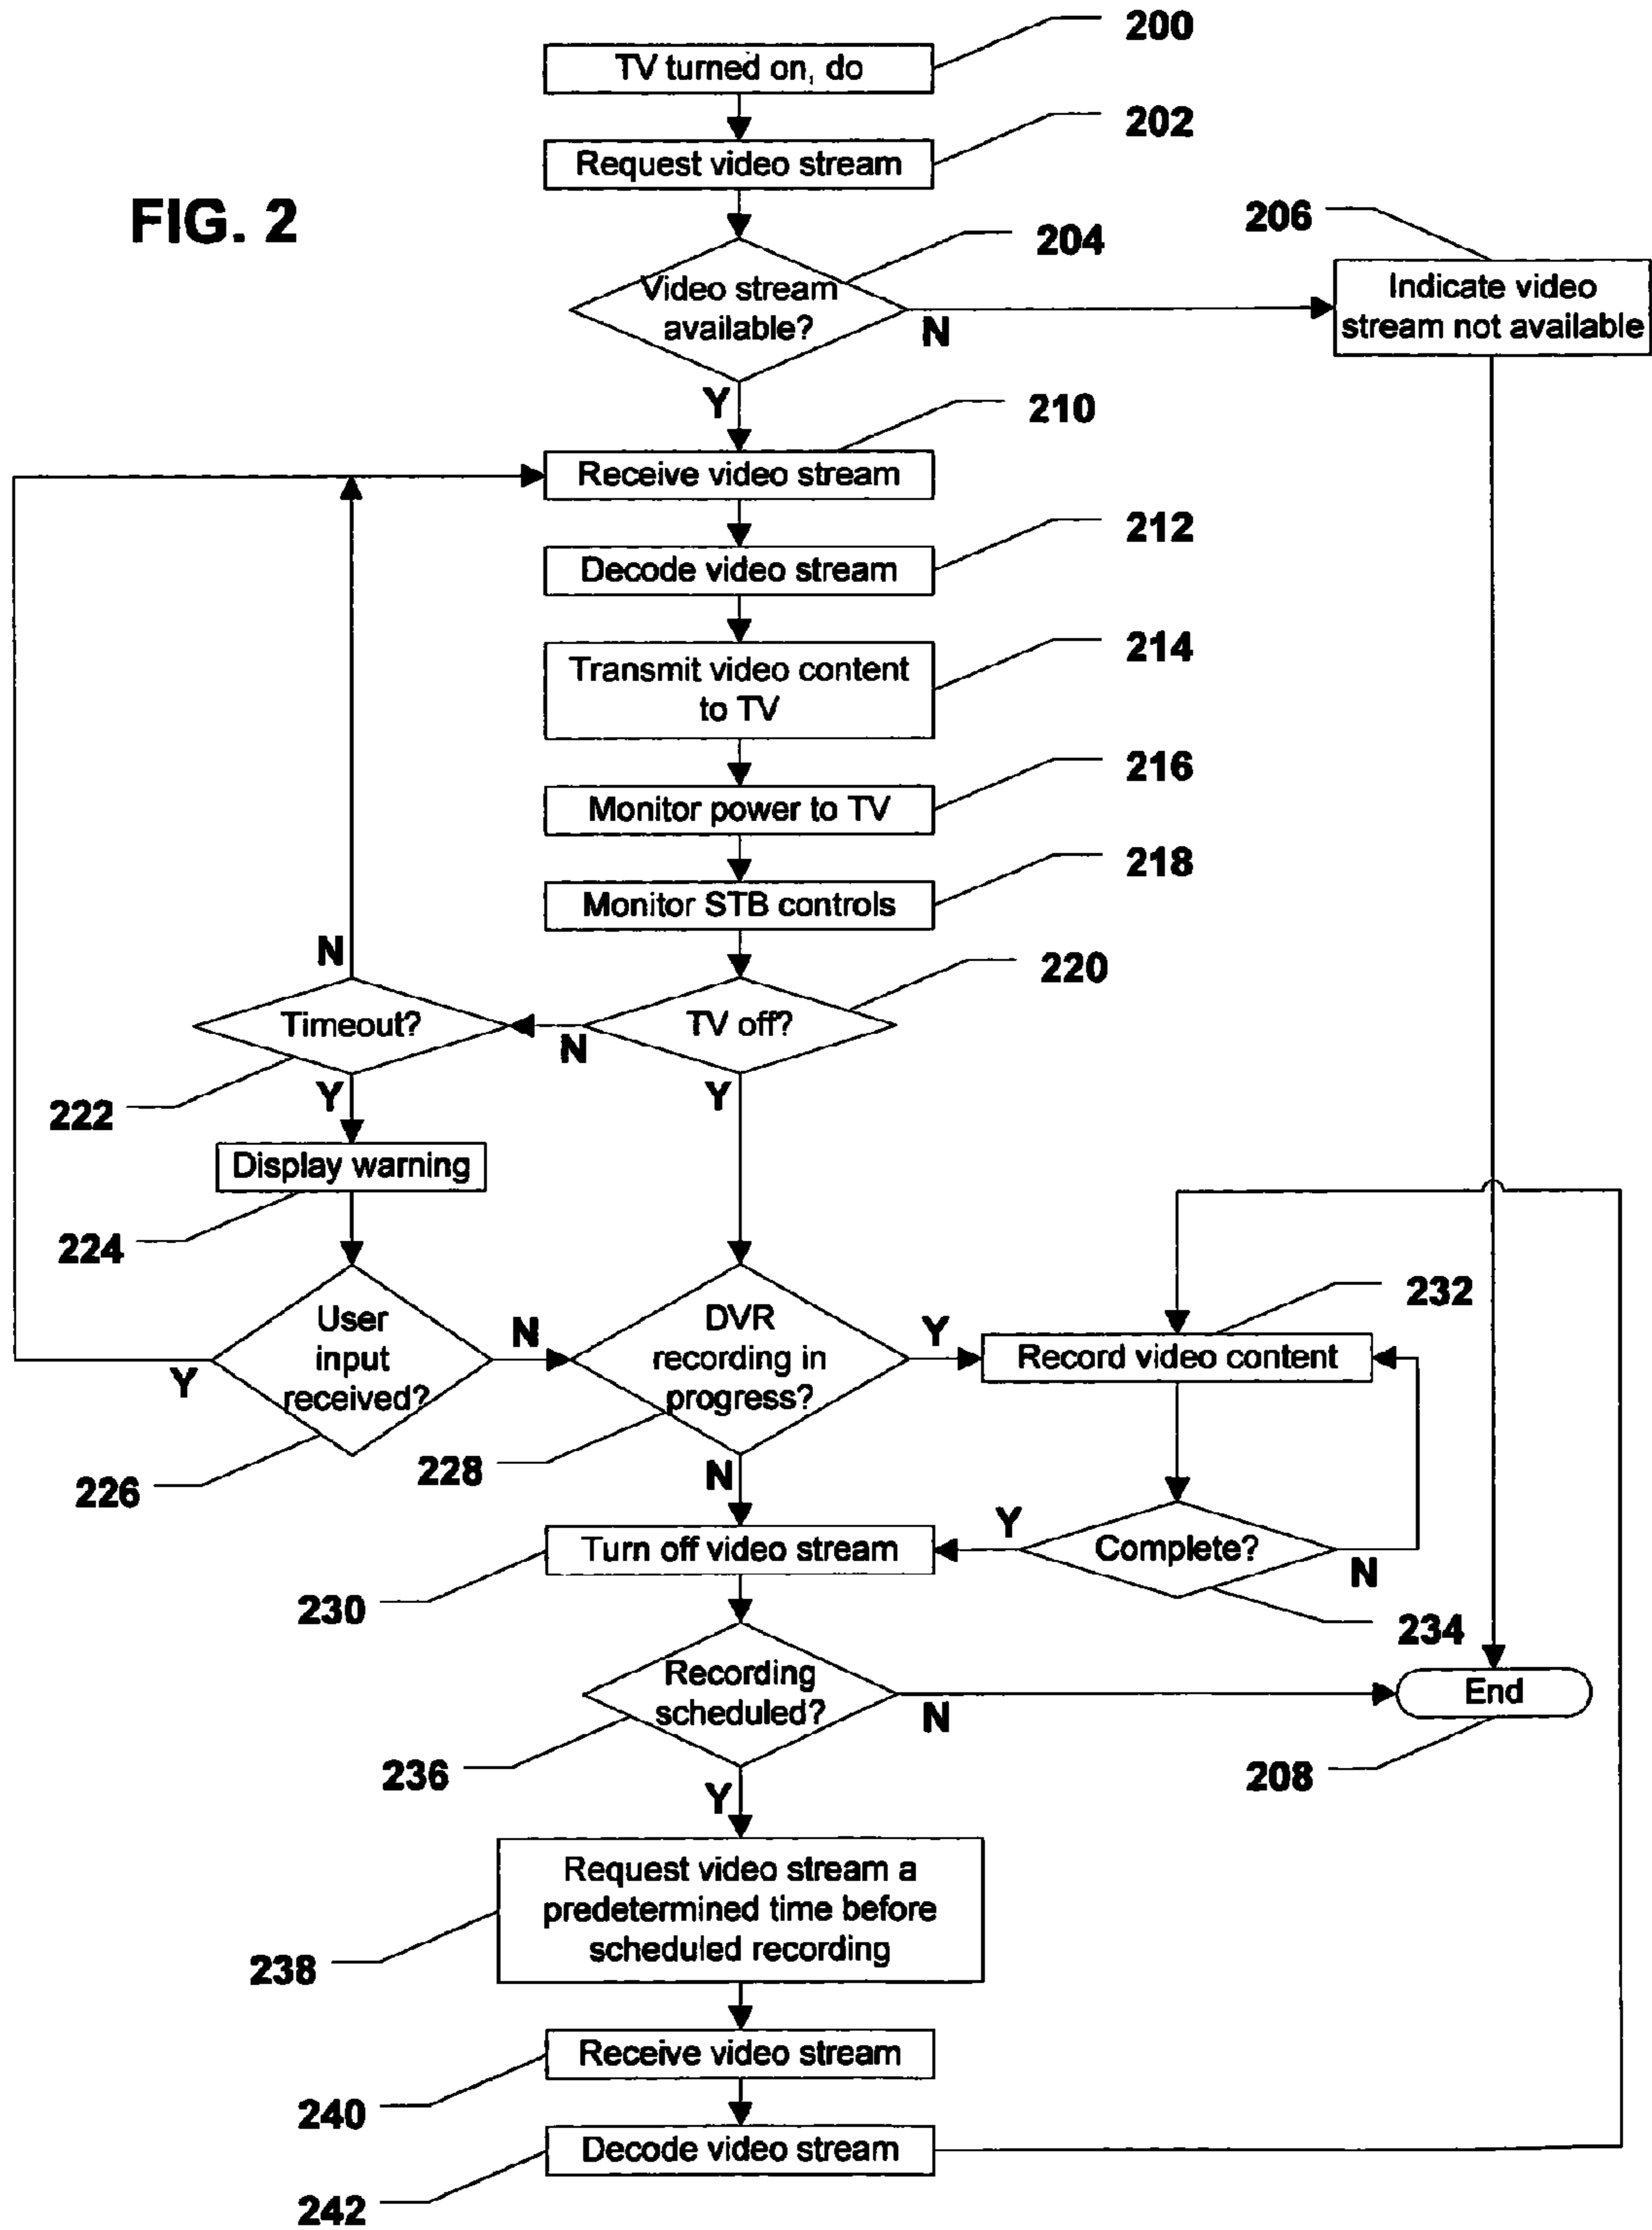 200
TV turned on, do
202
Request video stream
FIG. 2
206
204
Video stream
available?
N
Indicate video
stream not available
Y
210
Receive video stream
212
Decode video stream
214
Transmit video content
to TV
216
Monitor power to TV
218
Monitor STB controls
N
220
Timeout?
N
TV off?
222
Y
Y
Display warning
224
User
input
received?
Y
N
226
DVR
recording in
progress?
Y
228
N
232
Record video content
Turn off video stream
Y
Complete?
N
230
234
Recording
scheduled?
N
End
236
208
Y
Request video stream a
predetermined time before
scheduled recording
238
Receive video stream
240
Decode video stream
242